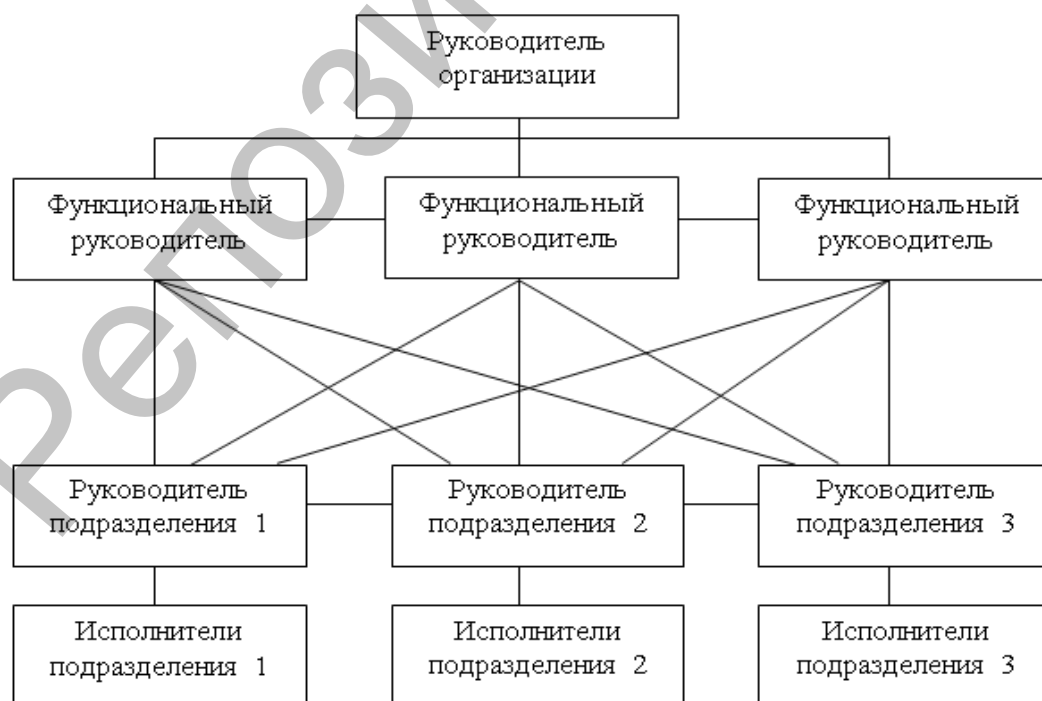 Руководитель
организации
Функциональный
руководитель
Функциональный
руководитель
Функциональный
руководитель
Руководитель
подразделения 1
Руководитель
подразделения 2
Руководитель
подразделения 3
Исполнители
подразделения 1
Исполнители
подразделения 2
Исполнители
подразделения 3
Репози